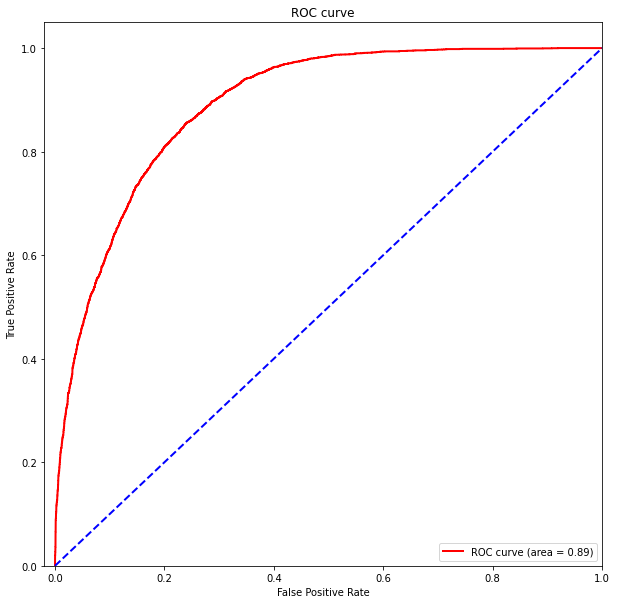 ROC curve
1.0
0.8
0.6
0.4
0.2
0.0
True Positive Rate
0.0 0.2 0.4 0.6 0.8 1.0
False Positive Rate
ROC curve (area = 0.89)